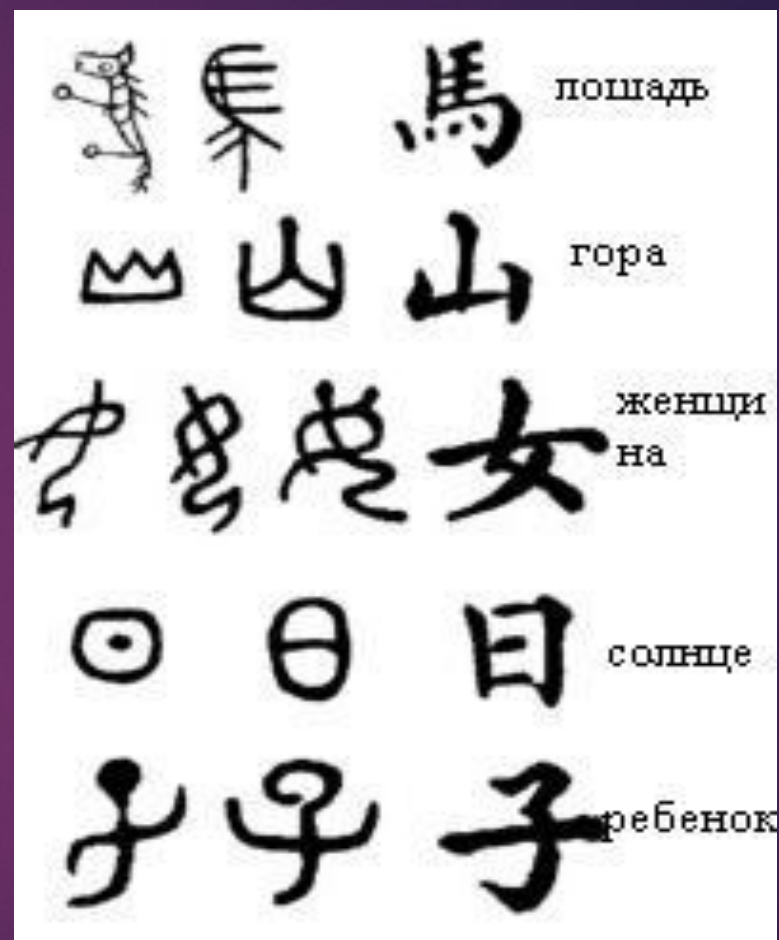 馬 лошадь
山 гора
女 женщи
на
日 солнце
子 ребенок